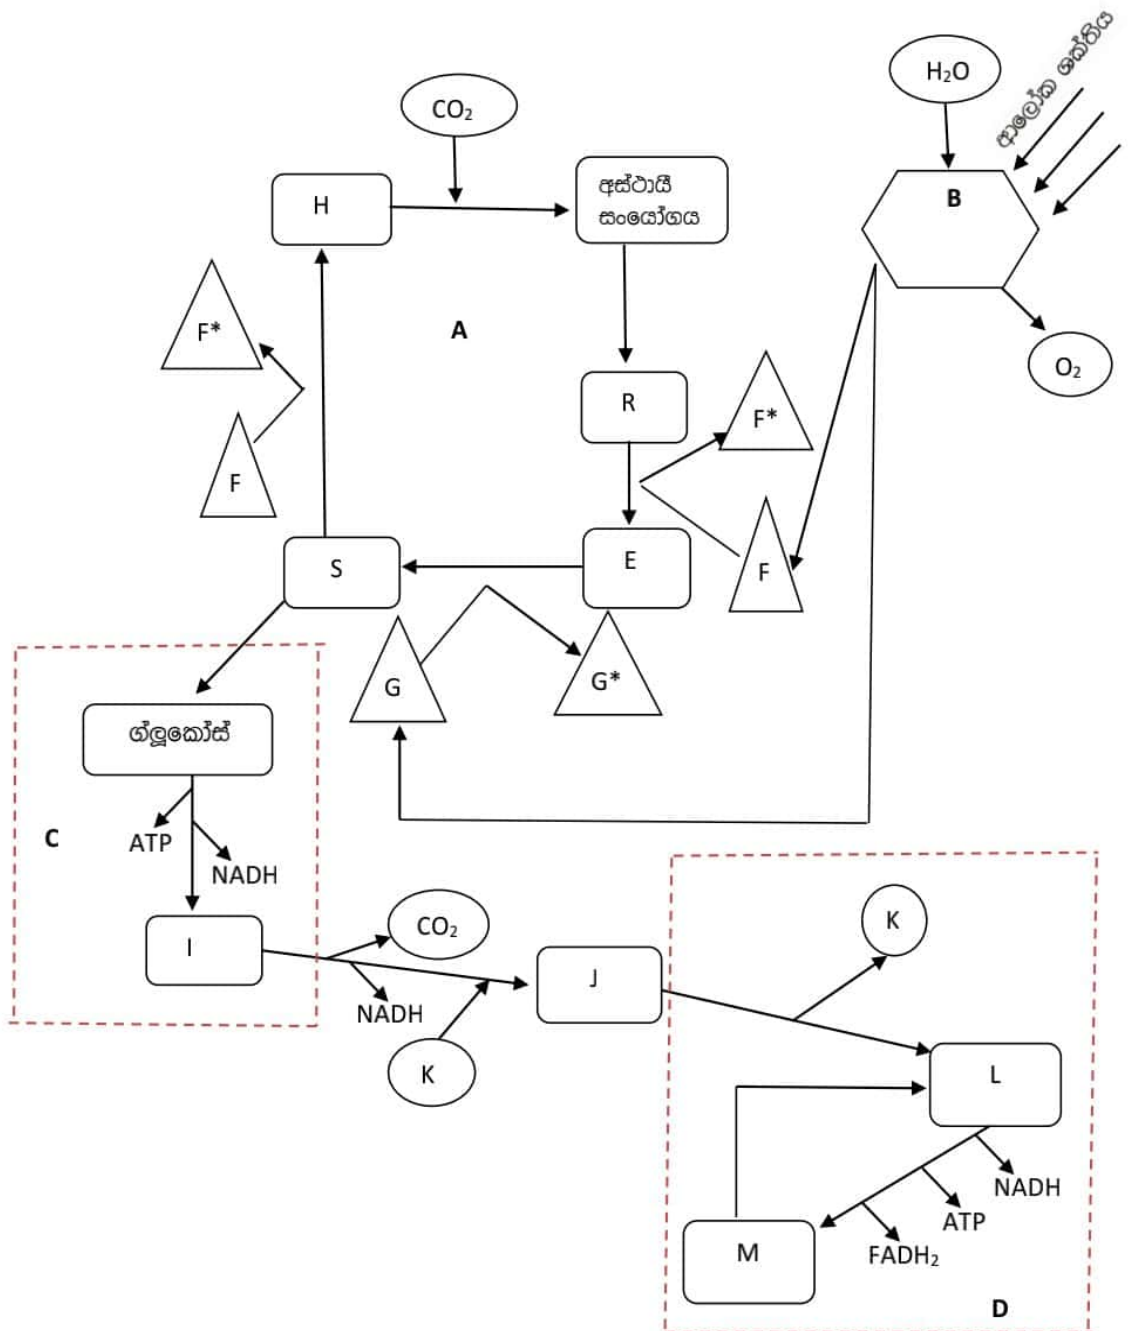 H₂O
ආලෝක ශක්තිය
CO₂
H
අස්ථායී
සංයෝගය
B
F*
A
O₂
R
F*
F
E
F
S
G
G*
ග්ලූකෝස්
C
ATP
NADH
K
CO₂
I
J
NADH
K
L
NADH
ATP
M
FADH₂
D